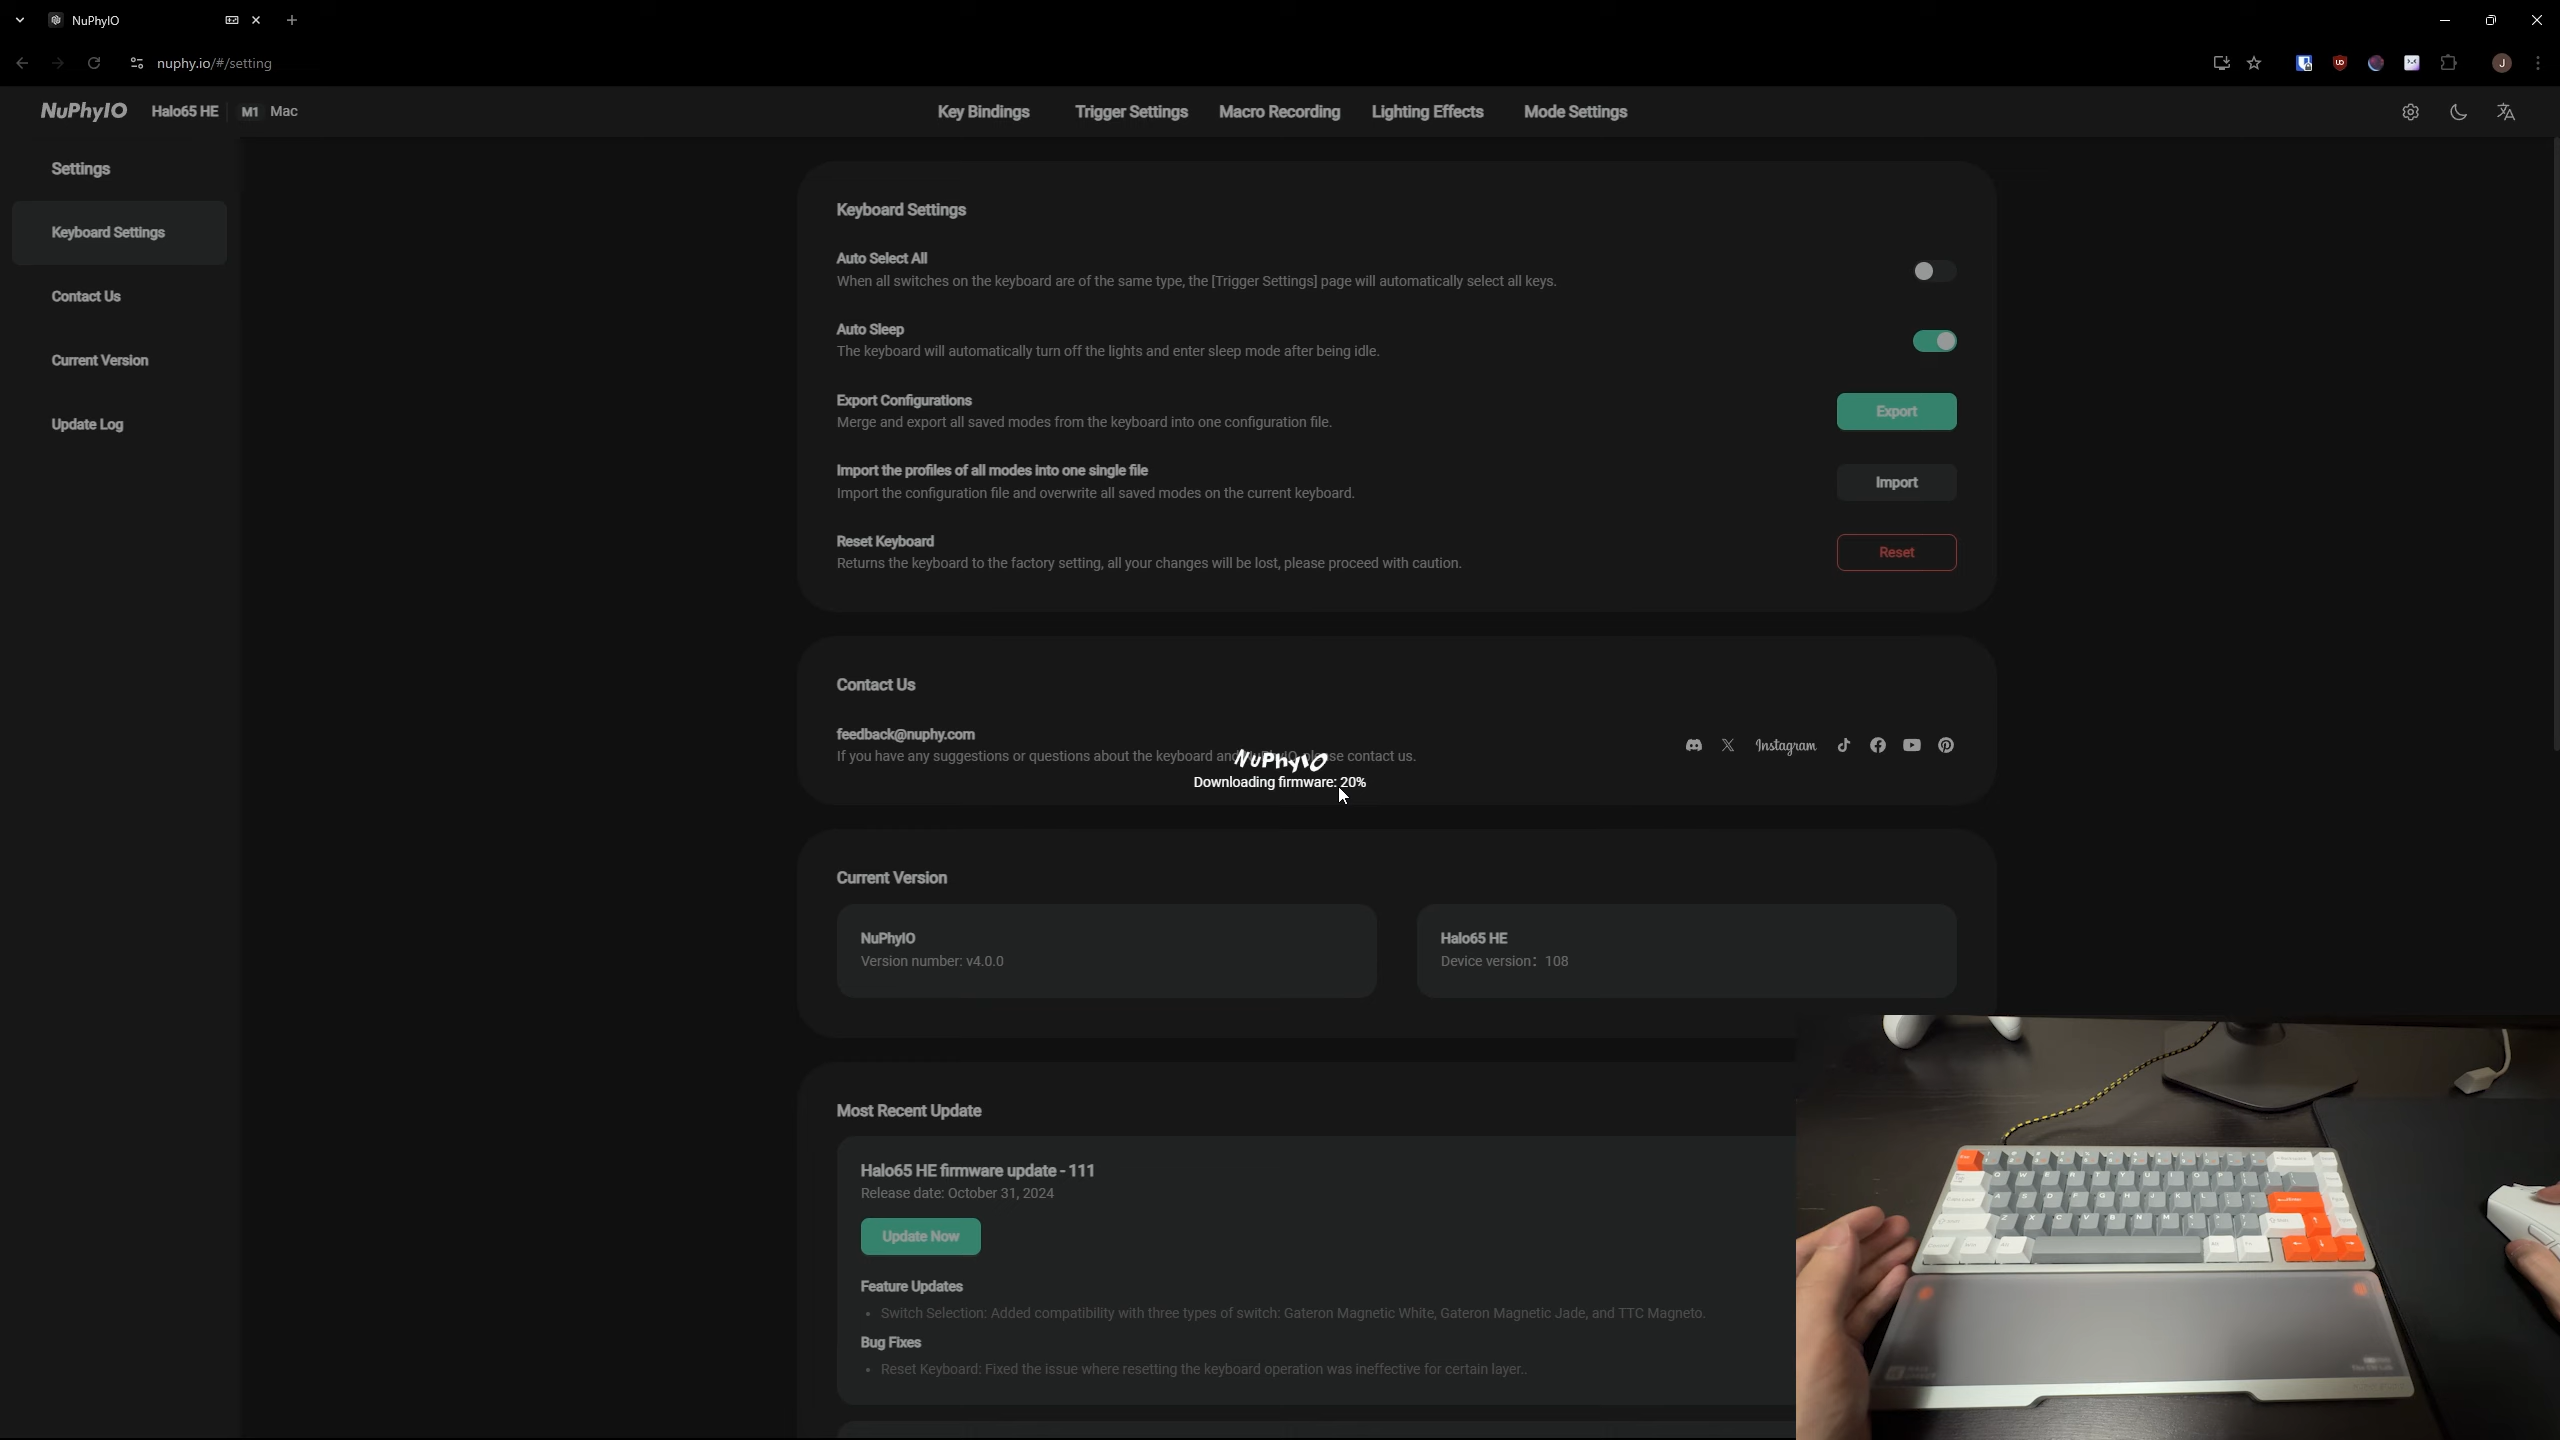 NuPhyIO
nuphy.io/#/setting
J
NuPhyIO Halo65 HE M1 Mac
Key Bindings Trigger Settings Macro Recording Lighting Effects Mode Settings
Settings
Keyboard Settings
Contact Us
Current Version
Update Log
Keyboard Settings
Auto Select All
When all switches on the keyboard are of the same type, the [Trigger Settings] page will automatically select all keys.
Auto Sleep
The keyboard will automatically turn off the lights and enter sleep mode after being idle.
Export Configurations
Merge and export all saved modes from the keyboard into one configuration file.
Export
Import the profiles of all modes into one single file
Import the configuration file and overwrite all saved modes on the current keyboard.
Import
Reset Keyboard
Returns the keyboard to the factory setting, all your changes will be lost, please proceed with caution.
Reset
Contact Us
feedback@nuphy.com
If you have any suggestions or questions about the keyboard and NuPhyIO, please contact us.
Instagram
NuPhyIO
Downloading firmware: 20%
Current Version
NuPhyIO
Version number: v4.0.0
Halo65 HE
Device version: 108
Most Recent Update
Halo65 HE firmware update - 111
Release date: October 31, 2024
Update Now
Feature Updates
• Switch Selection: Added compatibility with three types of switch: Gateron Magnetic White, Gateron Magnetic Jade, and TTC Magneto.
Bug Fixes
• Reset Keyboard: Fixed the issue where resetting the keyboard operation was ineffective for certain layer..